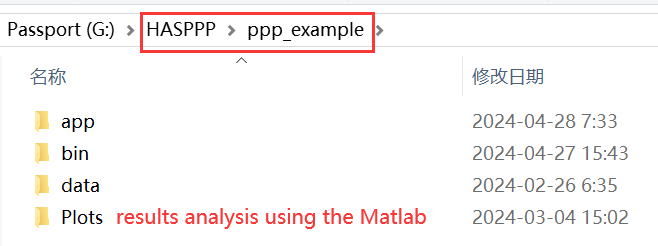 Passport (G:) > HASPPP > ppp_example >
名称 修改日期
app 2024-04-28 7:33
bin 2024-04-27 15:43
data 2024-02-26 6:35
Plots results analysis using the Matlab 2024-03-04 15:02